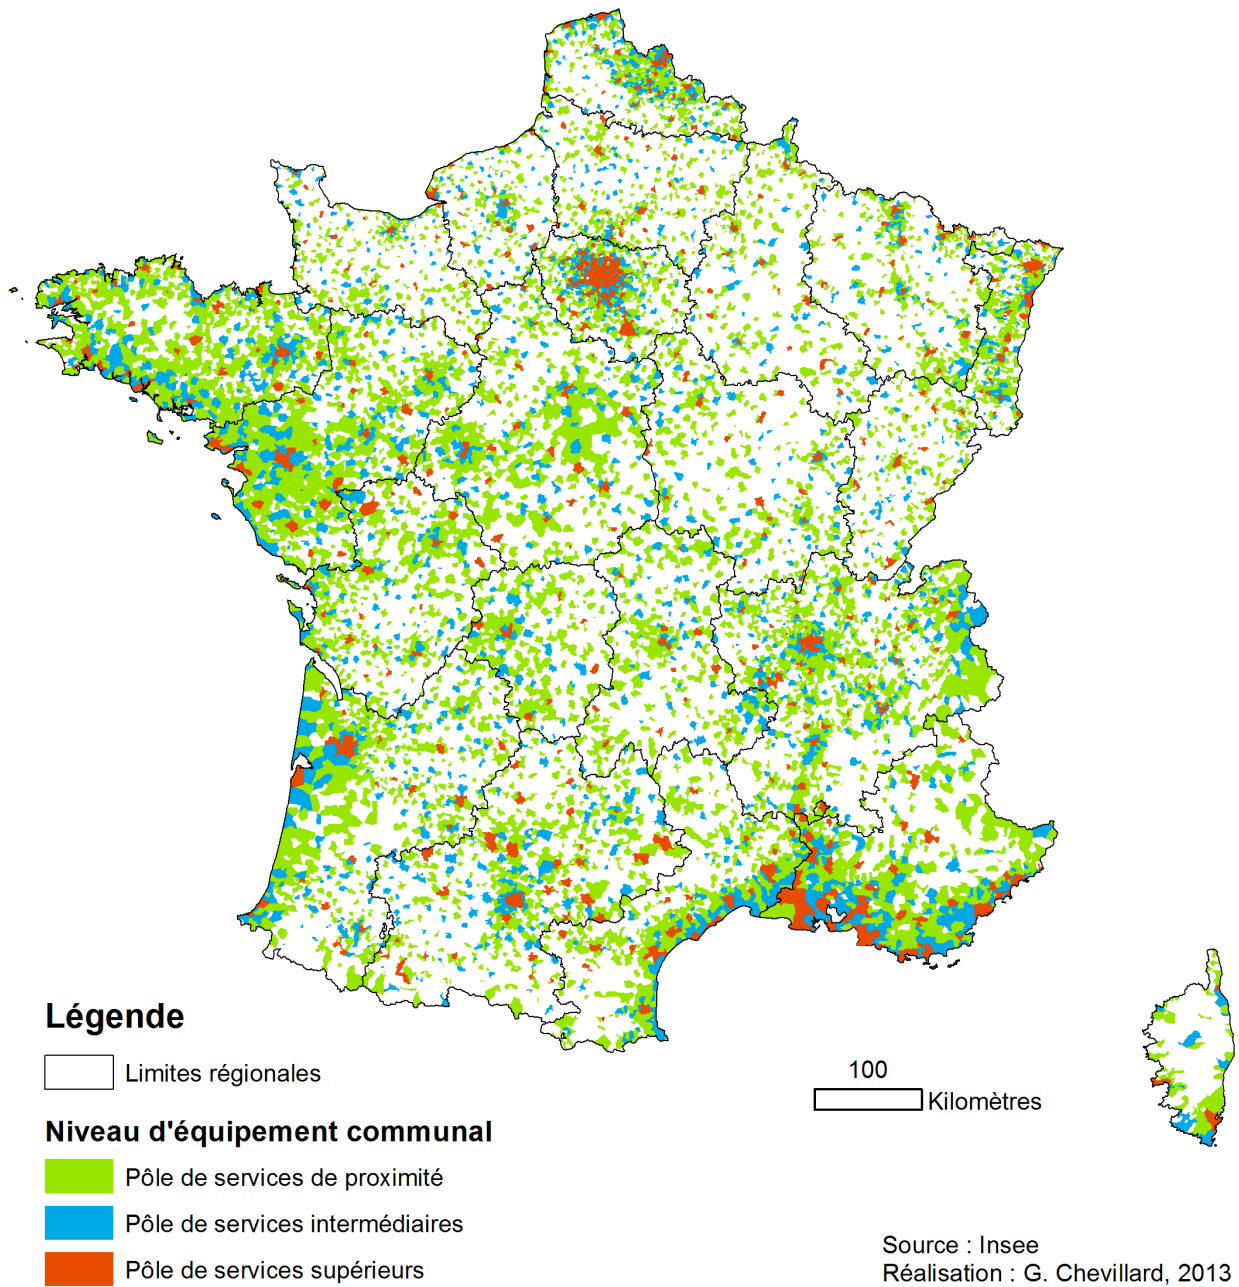 Légende
Limites régionales
Niveau d'équipement communal
Pôle de services de proximité
Pôle de services intermédiaires
Pôle de services supérieurs
100
Kilomètres
Source : Insee
Réalisation : G. Chevillard, 2013